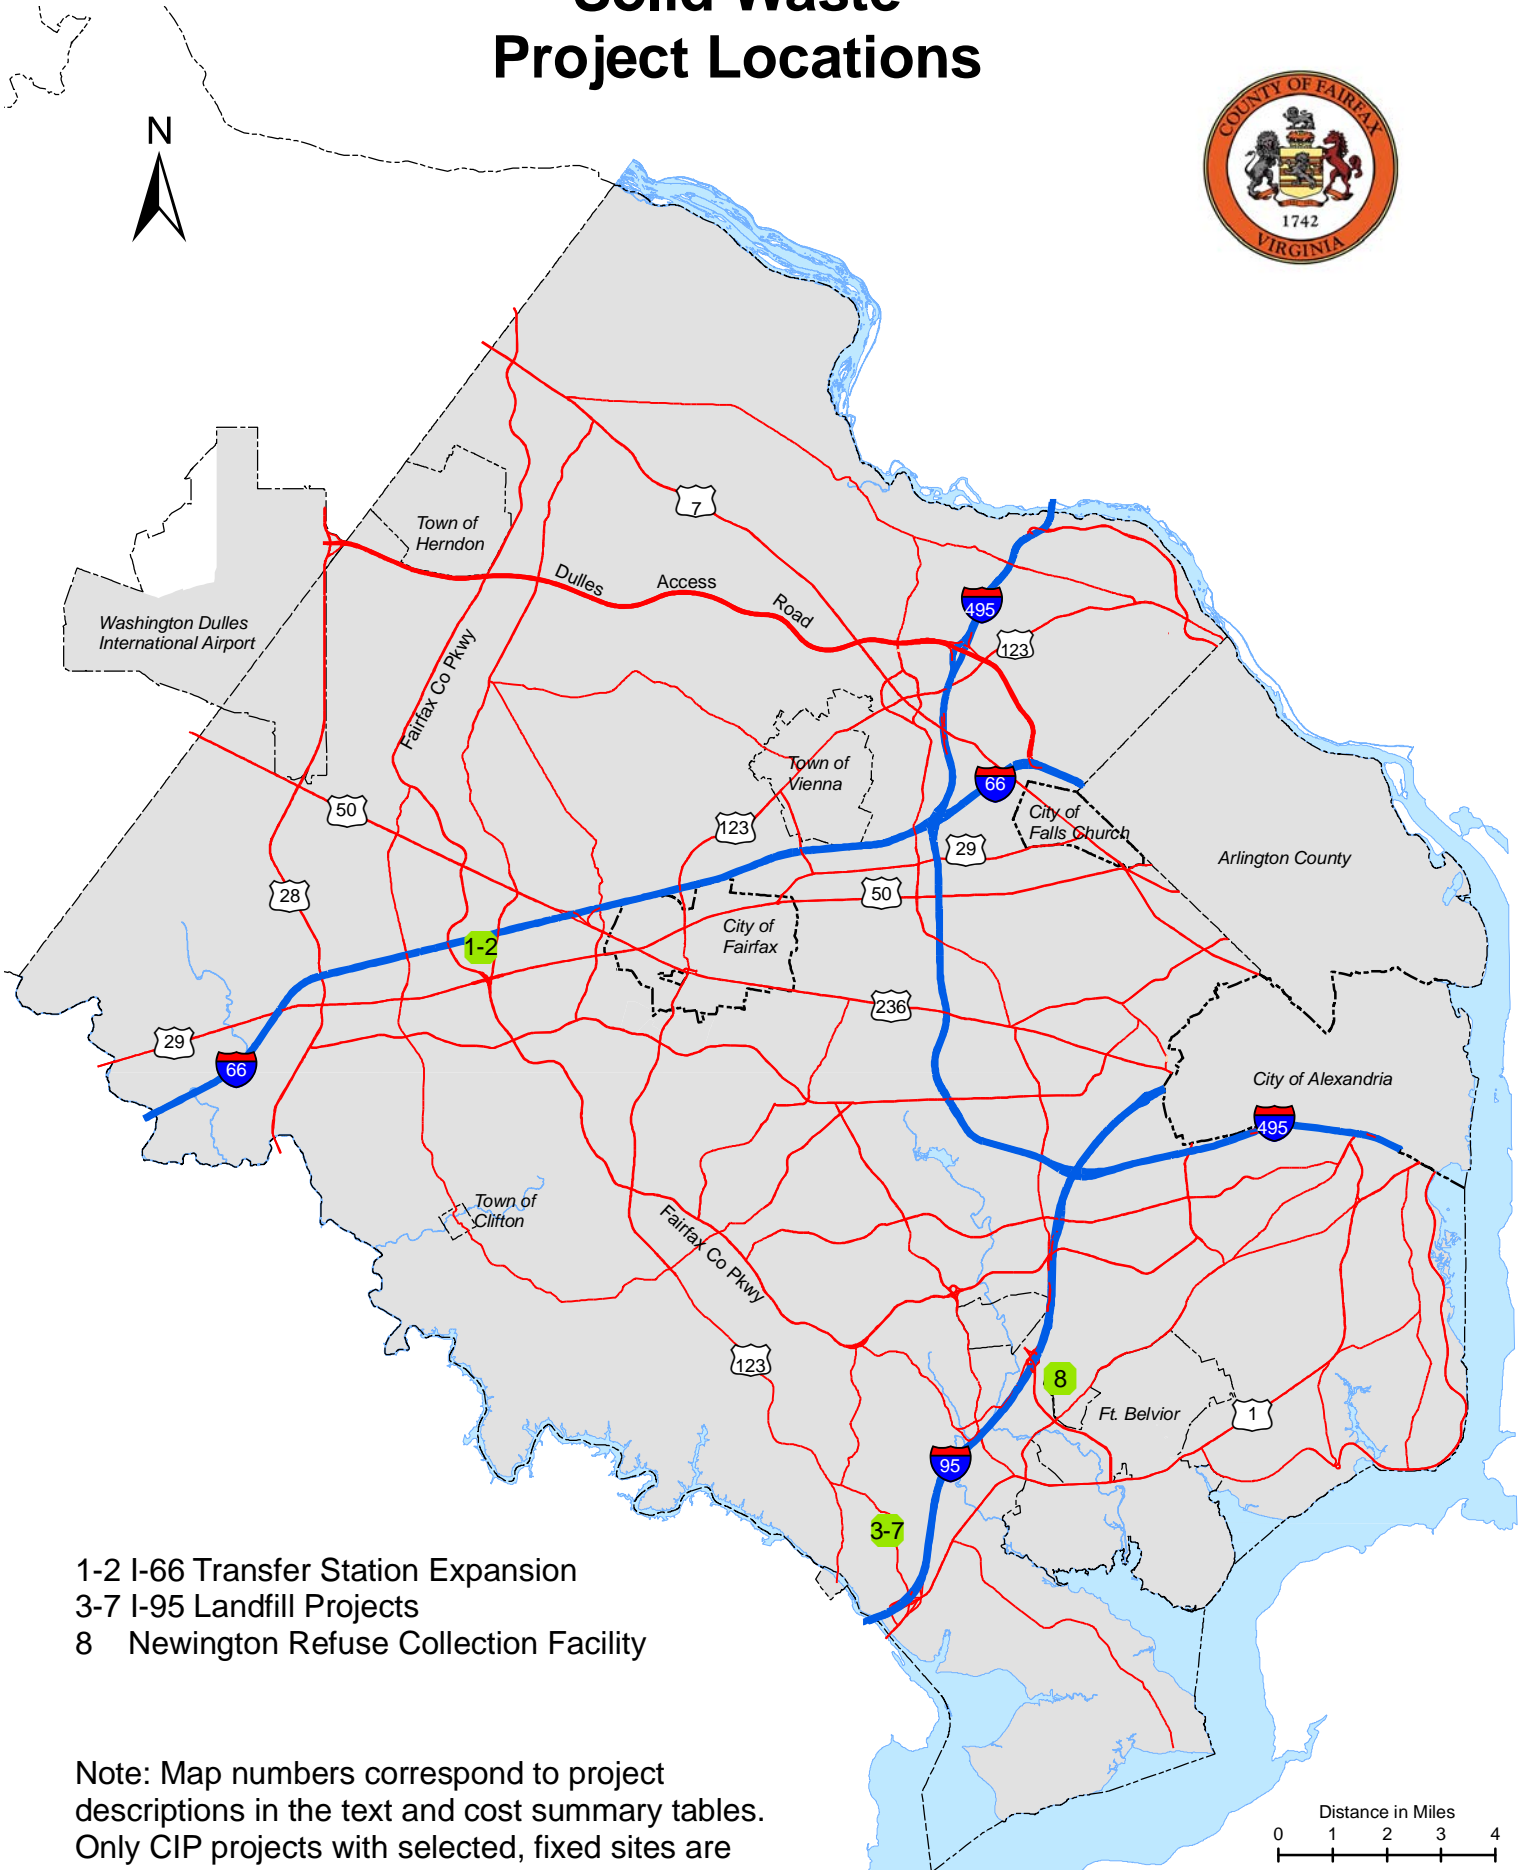 Solid Waste
Project Locations
N
COUNTY OF FAIRFAX
1742
VIRGINIA
7
Town of
Herndon
Dulles Access Road
495
123
Washington Dulles
International Airport
Fairfax Co Pkwy
Town of
Vienna
66
50
123
City of
Falls Church
29
Arlington County
28
50
City of
Fairfax
1-2
236
29
66
City of Alexandria
495
Town of
Clifton
Fairfax Co Pkwy
123
8
Ft. Belvior
1
95
3-7
1-2 I-66 Transfer Station Expansion
3-7 I-95 Landfill Projects
8 Newington Refuse Collection Facility
Note: Map numbers correspond to project
descriptions in the text and cost summary tables.
Only CIP projects with selected, fixed sites are
Distance in Miles
0 1 2 3 4